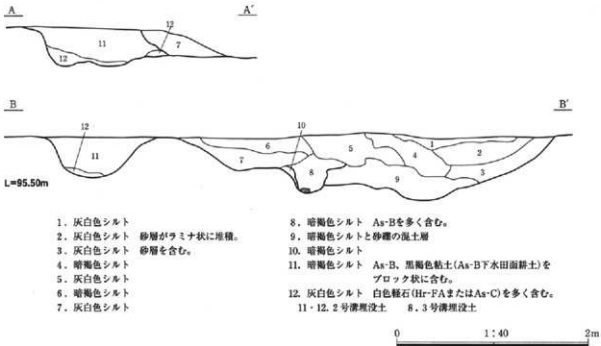 A
A′
12
11
7
12
B
B′
10
12
11
6
7
8
5
4
1
2
3
9
L=95.50m
1. 灰白色シルト
2. 灰白色シルト 砂層がラミナ状に堆積。
3. 灰白色シルト 砂層を含む。
4. 暗褐色シルト
5. 灰白色シルト
6. 暗褐色シルト
7. 灰白色シルト
8. 暗褐色シルト As-Bを多く含む。
9. 暗褐色シルトと砂礫の混土層
10. 暗褐色シルト
11. 暗褐色シルト As-B、黒褐色粘土(As-B下水田面耕土)を
ブロック状に含む。
12. 灰白色シルト 白色軽石(Hr-FAまたはAs-C)を多く含む。
11・12. 2号溝埋没土 8. 3号溝埋没土
0 1:40 2m